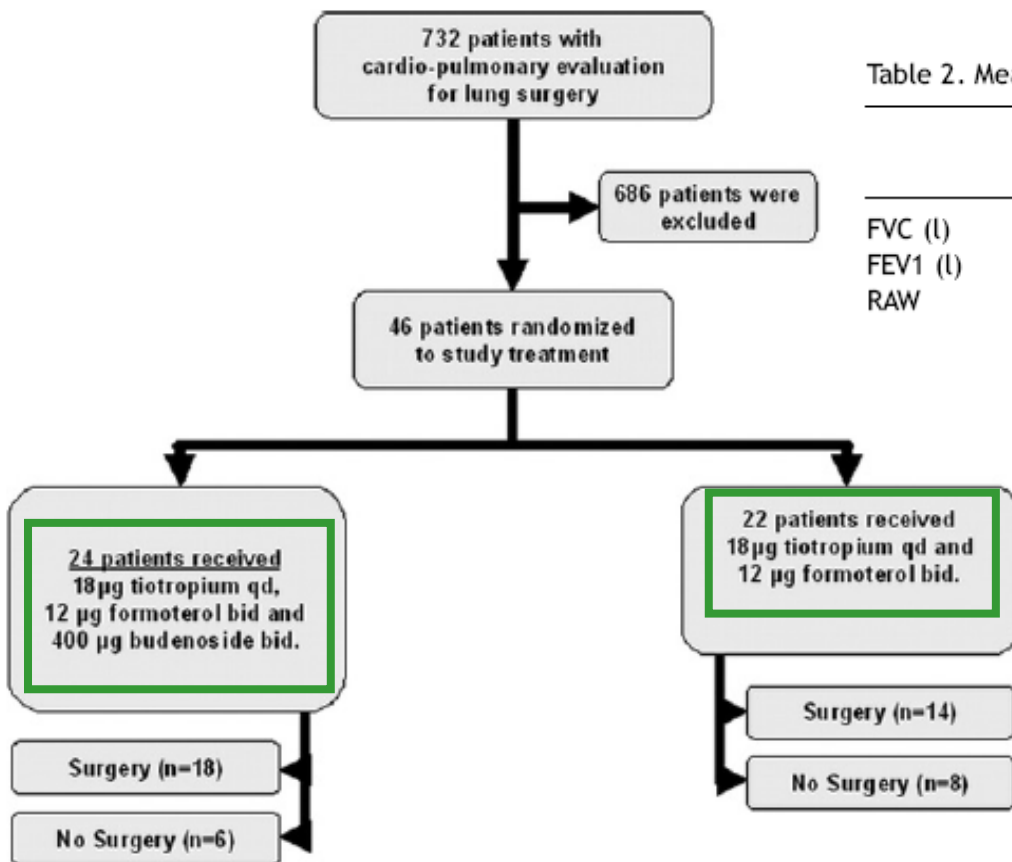 732 patients with
cardio-pulmonary evaluation
for lung surgery
686 patients were
excluded
46 patients randomized
to study treatment
24 patients received
18µg tiotropium qd,
12 µg formoterol bid and
400 µg budenoside bid.
Surgery (n=18)
No Surgery (n=6)
22 patients received
18µg tiotropium qd and
12 µg formoterol bid.
Surgery (n=14)
No Surgery (n=8)
Table 2.
FVC (l)
FEV1 (l)
RAW